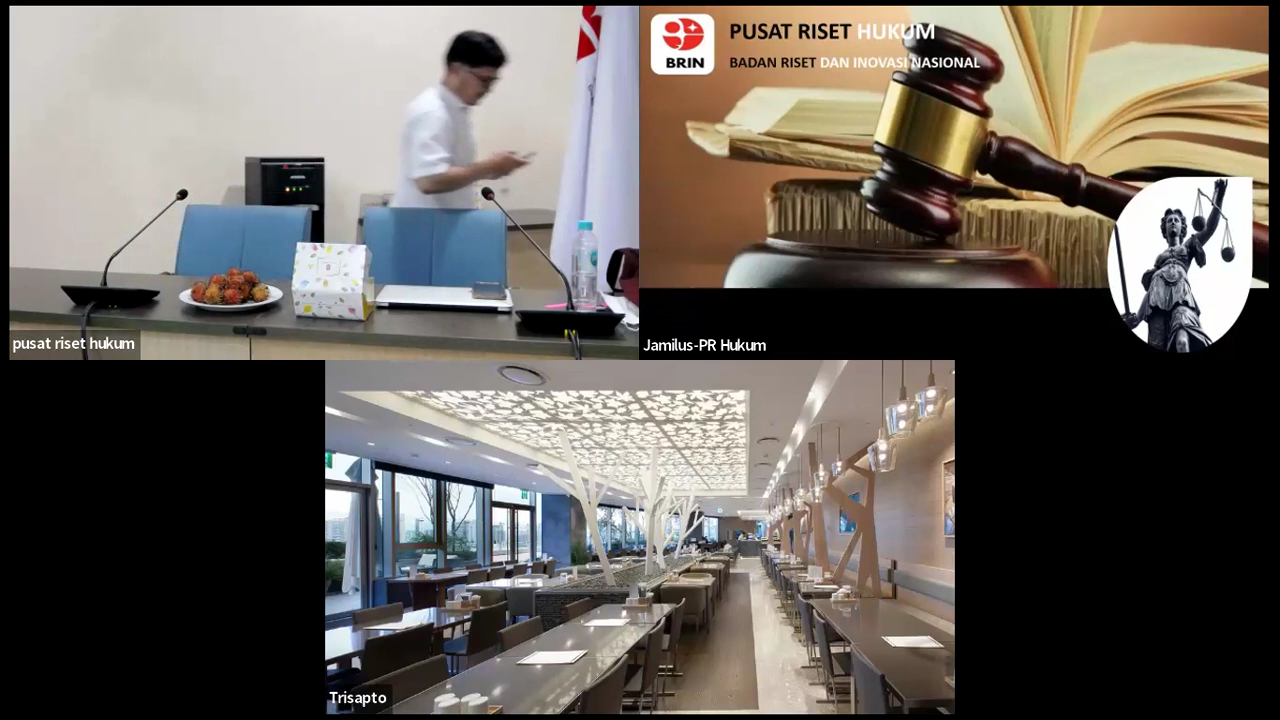 BRIN
PUSAT RISET HUKUM
BADAN RISET DAN INOVASI NASIONAL
pusat riset hukum
Jamilus-PR Hukum
Trisapto